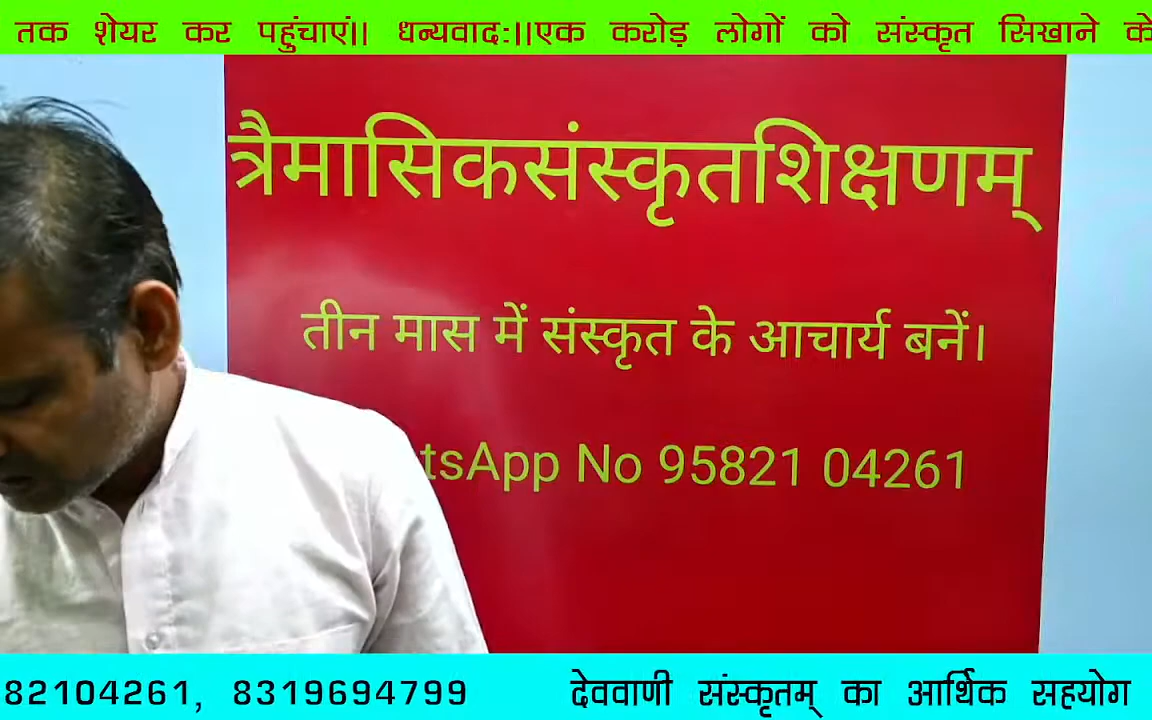 तक शेयर कर पहुंचाएं॥ धन्यवादः॥एक करोड़ लोगों को संस्कृत सिखाने के
त्रैमासिकसंस्कृतशिक्षणम्
तीन मास में संस्कृत के आचार्य बनें।
tsApp No 95821 04261
82104261, 8319694799 देववाणी संस्कृतम् का आर्थिक सहयोग